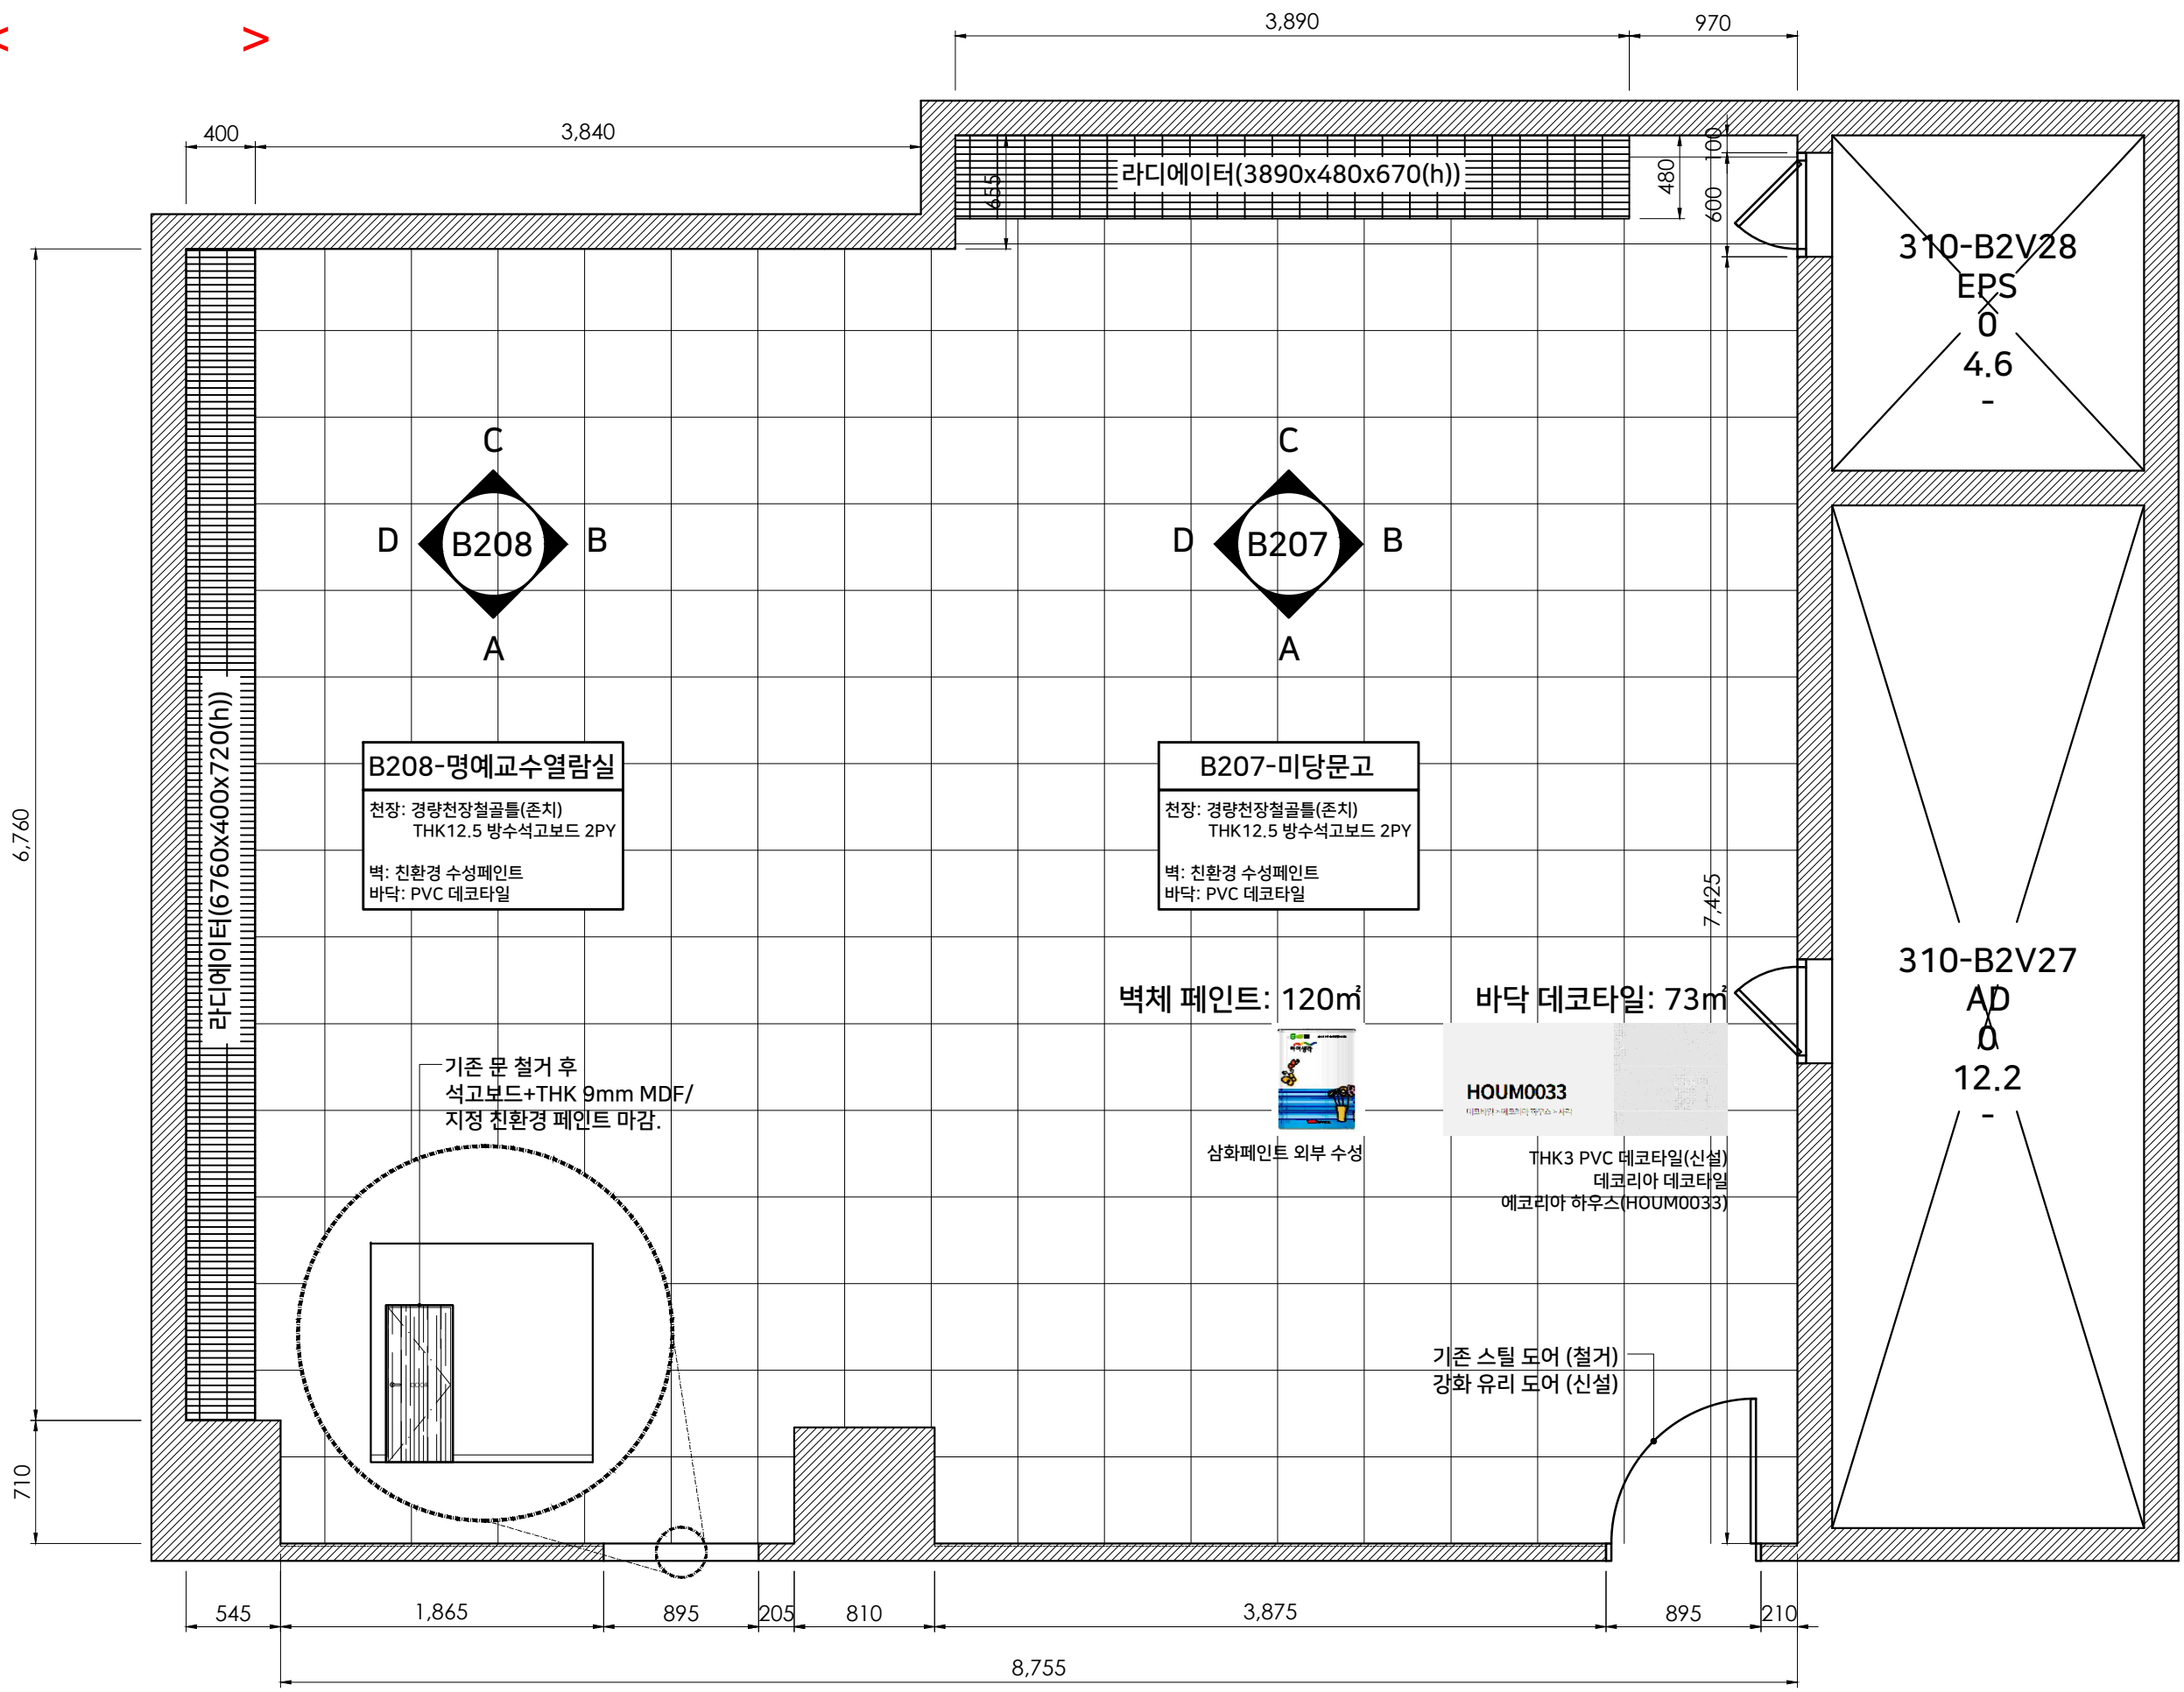 < >
3,890
970
400
3,840
라디에이터(3890x480x670(h))
655
480
100
600
310-B2V28
EPS
0
4.6
-
C
D
B208
B
A
C
D
B207
B
A
6,760
라디에이터(6760x400x720(h))
B208-명예교수열람실
천장: 경량천장철골틀(존치)
THK12.5 방수석고보드 2PY
벽: 친환경 수성페인트
바닥: PVC 데코타일
B207-미당문고
천장: 경량천장철골틀(존치)
THK12.5 방수석고보드 2PY
벽: 친환경 수성페인트
바닥: PVC 데코타일
7,425
310-B2V27
AD
0
12.2
-
벽체 페인트: 120㎡
바닥 데코타일: 73㎡
HOUM0033
삼화페인트 외부 수성
THK3 PVC 데코타일(신설)
데코리아 데코타일
에코리아 하우스(HOUM0033)
기존 문 철거 후
석고보드+THK 9mm MDF/
지정 친환경 페인트 마감.
기존 스틸 도어 (철거)
강화 유리 도어 (신설)
710
545
1,865
895
205
810
3,875
895
210
8,755